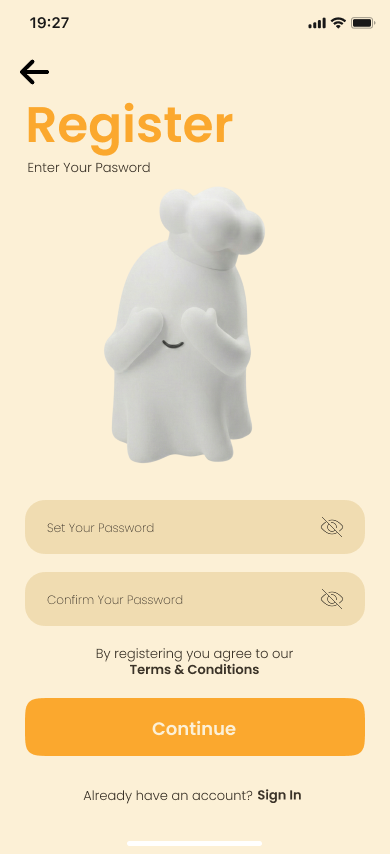 19:27
Register
Enter Your Pasword
Set Your Password
Confirm Your Password
By registering you agree to our
Terms & Conditions
Continue
Already have an account? Sign In